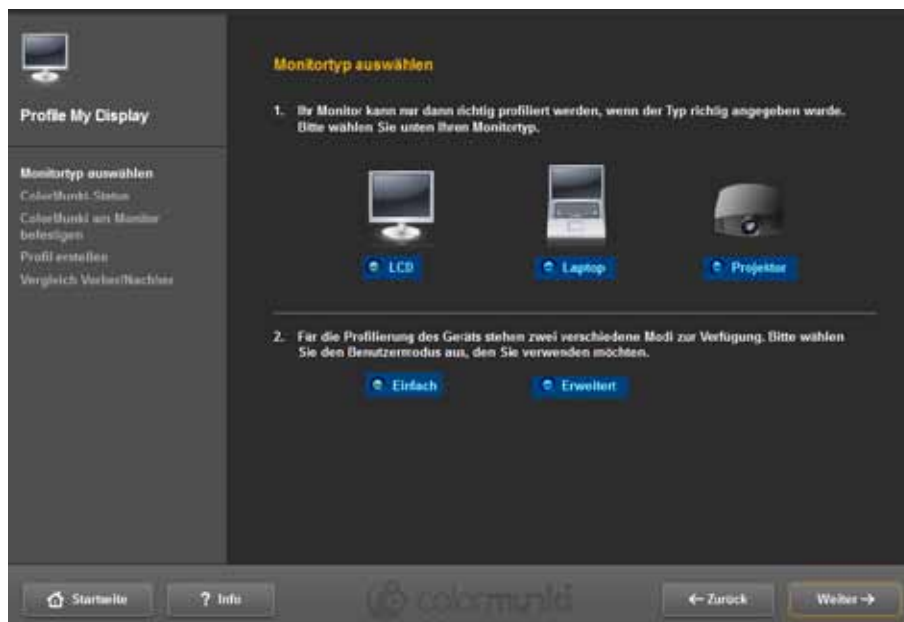 Profile My Display
Monitortyp auswählen
ColorMunki-Status
ColorMunki am Monitor
befestigen
Profil erstellen
Vergleich Vorher/Nachher
Monitortyp auswählen
1. Ihr Monitor kann nur dann richtig profiliert werden, wenn der Typ richtig angegeben wurde.
Bitte wählen Sie unten Ihren Monitortyp.
LCD
Laptop
Projektor
2. Für die Profilierung des Geräts stehen zwei verschiedene Modi zur Verfügung. Bitte wählen
Sie den Benutzermodus aus, den Sie verwenden möchten.
Einfach
Erweitert
Startseite
? Info
colormunki
← Zurück
Weiter →